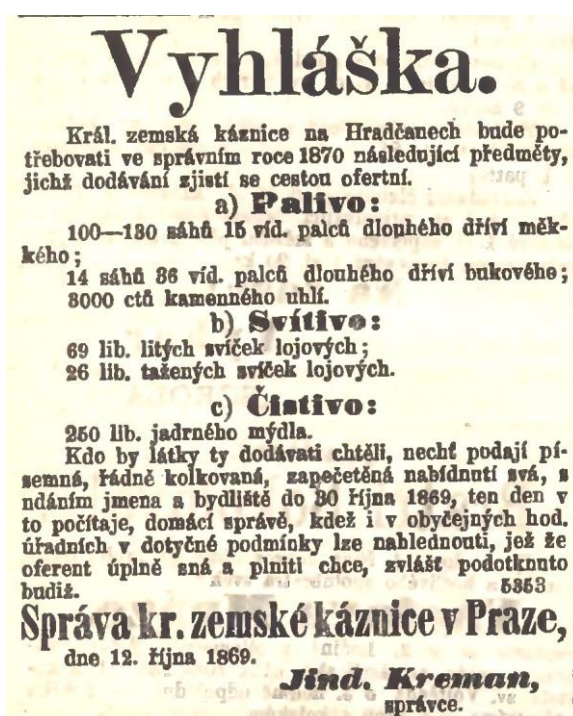 Vyhláška.
Král. zemská káznice na Hradčanech bude po-
třebovati ve správním roce 1870 následující předměty,
jichž dodávání zjistí se cestou ofertní.
a) Palivo:
100—130 sáhů 15 víd. palců dlouhého dříví měk-
kého;
14 sáhů 36 víd. palců dlouhého dříví bukového;
3000 ctů kamenného uhlí.
b) Svítivo:
69 lib. litých svíček lojových;
26 lib. tažených svíček lojových.
c) Čistivo:
250 lib. jadrného mýdla.
Kdo by látky ty dodávati chtěli, nechť podají pí-
semná, řádně kolkovaná, zapečetěná nabídnutí svá, s
udáním jmena a bydliště do 30 října 1869, ten den v
to počítaje, domácí správě, kdež i v obyčejných hod.
úřadních v dotyčné podmínky lze nahlednouti, jež že
oferent úplně zná a plniti chce, zvlášť podotknuto
budiž. 5353
Správa kr. zemské káznice v Praze,
dne 12. října 1869.
Jind. Kreman,
správce.